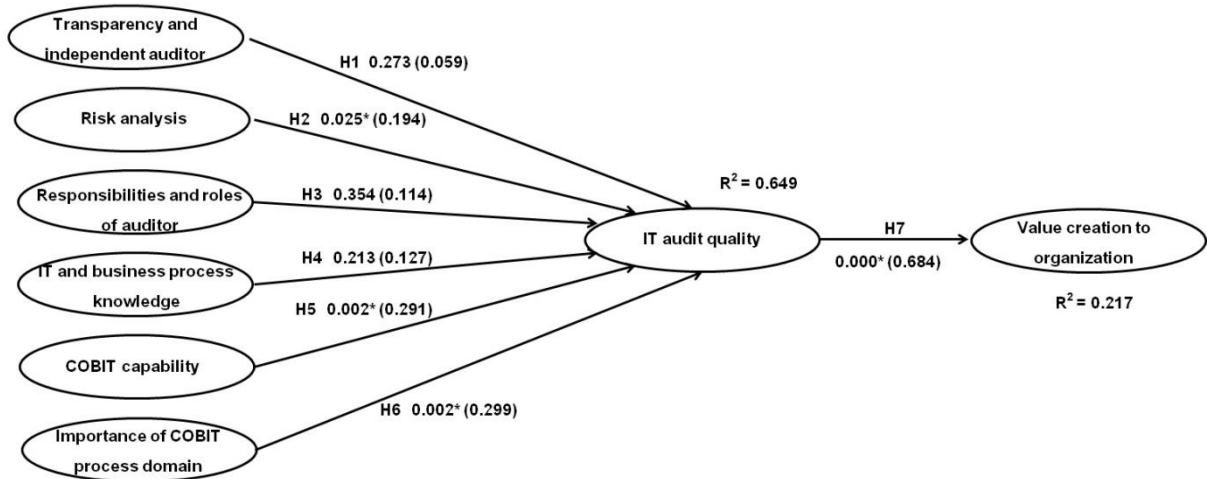 Transparency and
independent auditor
H1 0.273 (0.059)
Risk analysis
H2 0.025* (0.194)
Responsibilities and roles
of auditor
H3 0.354 (0.114)
IT and business process
knowledge
H4 0.213 (0.127)
H5 0.002* (0.291)
COBIT capability
H6 0.002* (0.299)
Importance of COBIT
process domain
R² = 0.649
IT audit quality
H7
0.000* (0.684)
Value creation to
organization
R² = 0.217